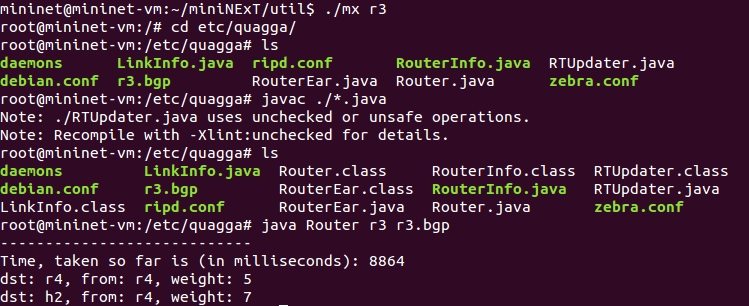 mininet@mininet-vm:~/miniNExT/util$ ./mx r3
root@mininet-vm:/# cd etc/quagga/
root@mininet-vm:/etc/quagga# ls
daemons LinkInfo.java ripd.conf RouterInfo.java RTUpdater.java
debian.conf r3.bgp RouterEar.java Router.java zebra.conf
root@mininet-vm:/etc/quagga# javac ./*.java
Note: ./RTUpdater.java uses unchecked or unsafe operations.
Note: Recompile with -Xlint:unchecked for details.
root@mininet-vm:/etc/quagga# ls
daemons LinkInfo.java Router.class RouterInfo.class RTUpdater.class
debian.conf r3.bgp RouterEar.class RouterInfo.java RTUpdater.java
LinkInfo.class ripd.conf RouterEar.java Router.java zebra.conf
root@mininet-vm:/etc/quagga# java Router r3 r3.bgp
----------------------------
Time, taken so far is (in milliseconds): 8864
dst: r4, from: r4, weight: 5
dst: h2, from: r4, weight: 7